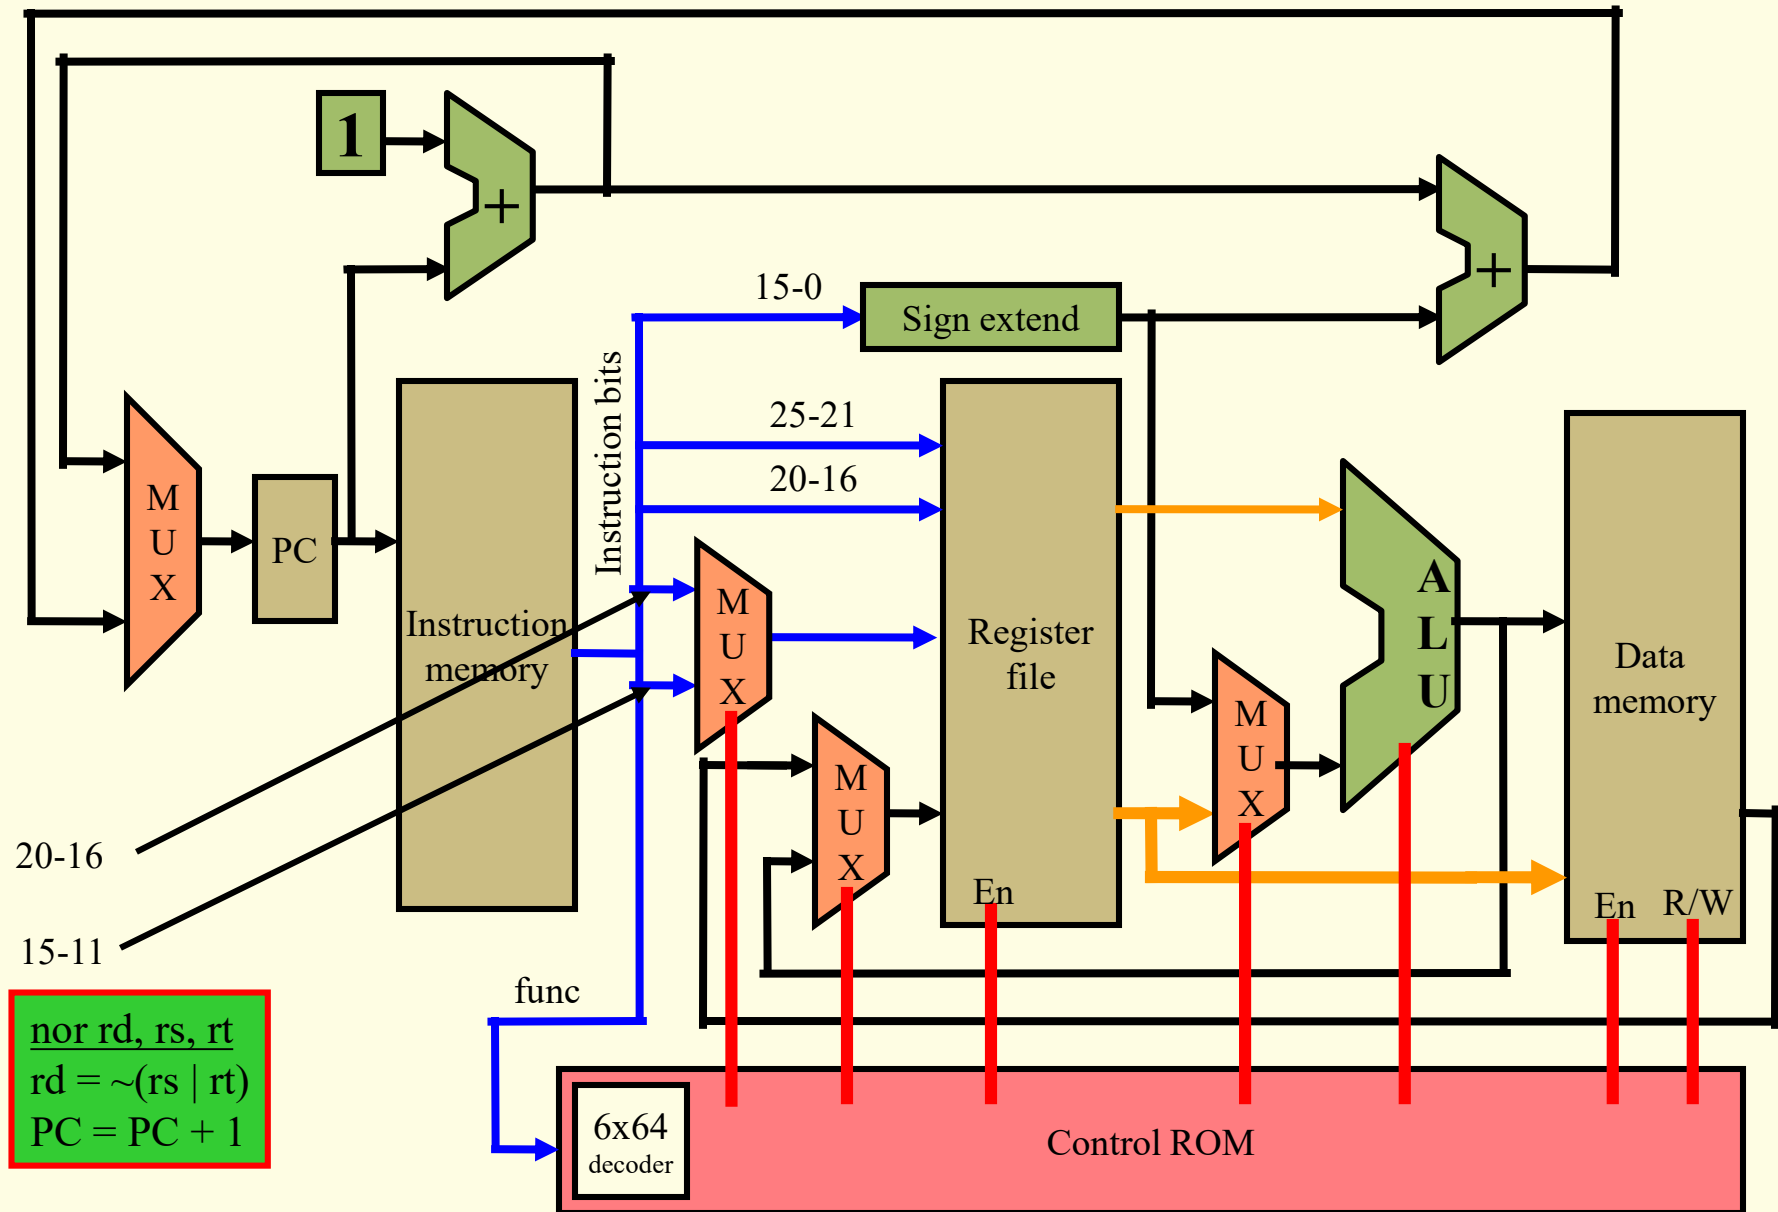 1
+
+
15-0
Sign extend
Instruction bits
25-21
20-16
M
U
X
PC
Instruction
memory
M
U
X
Register
file
A
L
U
Data
memory
M
U
X
M
U
X
20-16
15-11
En
En
R/W
func
nor rd, rs, rt
rd = ~(rs | rt)
PC = PC + 1
6x64
decoder
Control ROM